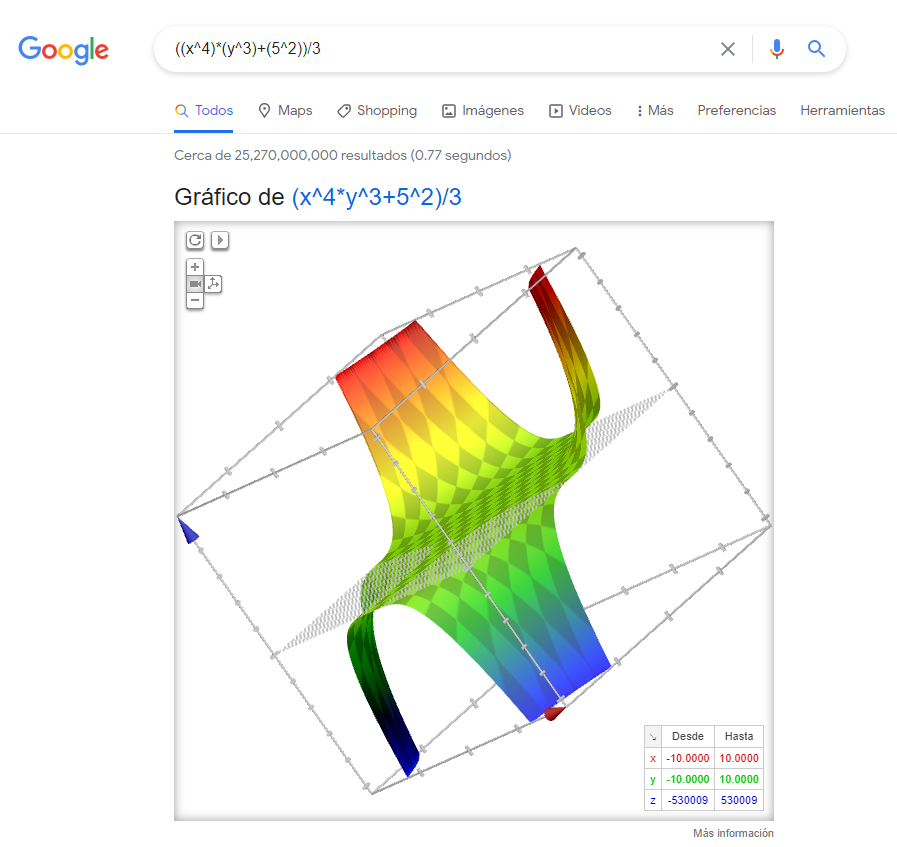 Google
((x^4)*(y^3)+(5^2))/3
Todos Maps Shopping Imágenes Videos Más Preferencias Herramientas
Cerca de 25,270,000,000 resultados (0.77 segundos)
Gráfico de (x^4*y^3+5^2)/3
Desde Hasta
x -10.0000 10.0000
y -10.0000 10.0000
z -530009 530009
Más información